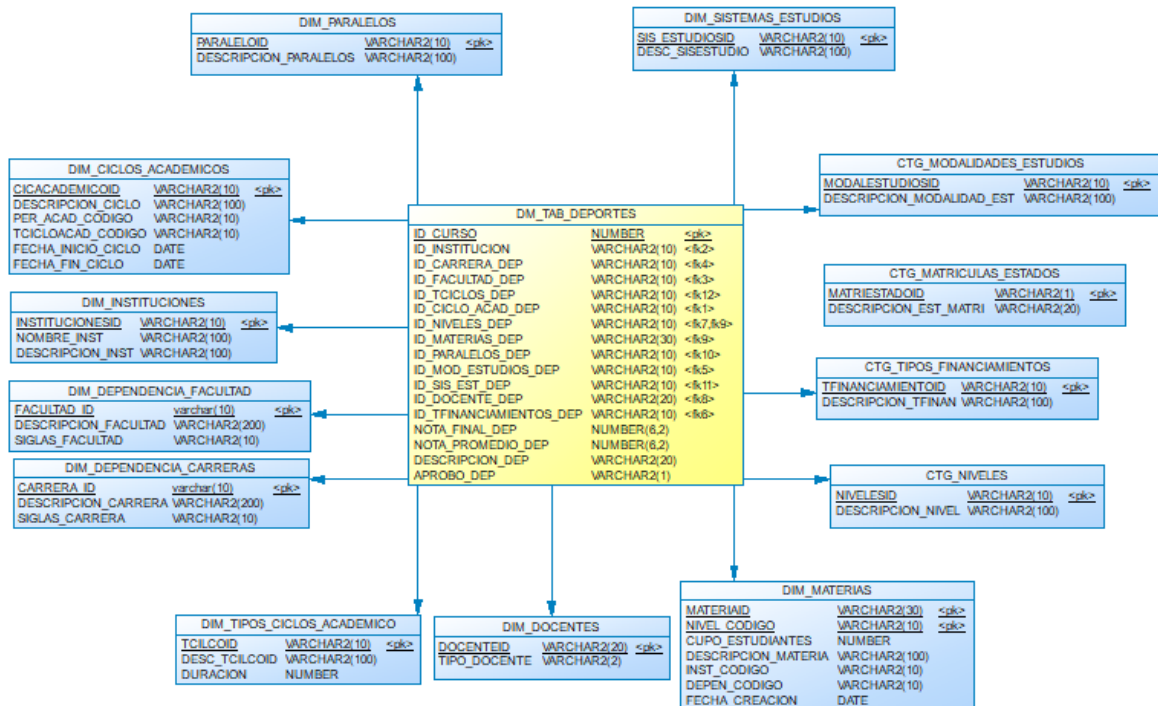 DIM_PARALELOS
PARALELOID VARCHAR2(10) <pk>
DESCRIPCION_PARALELOS VARCHAR2(100)
DIM_SISTEMAS_ESTUDIOS
SIS_ESTUDIOSID VARCHAR2(10) <pk>
DESC_SISESTUDIO VARCHAR2(100)
DIM_CICLOS_ACADEMICOS
CICACADEMICOID VARCHAR2(10) <pk>
DESCRIPCION_CICLO VARCHAR2(100)
PER_ACAD_CODIGO VARCHAR2(10)
TCICLOACAD_CODIGO VARCHAR2(10)
FECHA_INICIO_CICLO DATE
FECHA_FIN_CICLO DATE
CTG_MODALIDADES_ESTUDIOS
MODALESTUDIOSID VARCHAR2(10) <pk>
DESCRIPCION_MODALIDAD_EST VARCHAR2(100)
DM_TAB_DEPORTES
ID_CURSO NUMBER <pk>
ID_INSTITUCION VARCHAR2(10) <fk2>
ID_CARRERA_DEP VARCHAR2(10) <fk4>
ID_FACULTAD_DEP VARCHAR2(10) <fk3>
ID_TCICLOS_DEP VARCHAR2(10) <fk12>
ID_CICLO_ACAD_DEP VARCHAR2(10) <fk1>
ID_NIVELES_DEP VARCHAR2(10) <fk7,fk9>
ID_MATERIAS_DEP VARCHAR2(30) <fk9>
ID_PARALELOS_DEP VARCHAR2(10) <fk10>
ID_MOD_ESTUDIOS_DEP VARCHAR2(10) <fk5>
ID_SIS_EST_DEP VARCHAR2(10) <fk11>
ID_DOCENTE_DEP VARCHAR2(20) <fk8>
ID_TFINANCIAMIENTOS_DEP VARCHAR2(10) <fk6>
NOTA_FINAL_DEP NUMBER(6,2)
NOTA_PROMEDIO_DEP NUMBER(6,2)
DESCRIPCION_DEP VARCHAR2(20)
APROBO_DEP VARCHAR2(1)
CTG_MATRICULAS_ESTADOS
MATRIESTADOID VARCHAR2(1) <pk>
DESCRIPCION_EST_MATRI VARCHAR2(20)
DIM_INSTITUCIONES
INSTITUCIONESID VARCHAR2(10) <pk>
NOMBRE_INST VARCHAR2(100)
DESCRIPCION_INST VARCHAR2(100)
CTG_TIPOS_FINANCIAMIENTOS
TFINANCIAMIENTOID VARCHAR2(10) <pk>
DESCRIPCION_TFINAN VARCHAR2(100)
DIM_DEPENDENCIA_FACULTAD
FACULTAD_ID varchar(10) <pk>
DESCRIPCION_FACULTAD VARCHAR2(200)
SIGLAS_FACULTAD VARCHAR2(10)
DIM_DEPENDENCIA_CARRERAS
CARRERA_ID varchar(10) <pk>
DESCRIPCION_CARRERA VARCHAR2(200)
SIGLAS_CARRERA VARCHAR2(10)
CTG_NIVELES
NIVELESID VARCHAR2(10) <pk>
DESCRIPCION_NIVEL VARCHAR2(100)
DIM_TIPOS_CICLOS_ACADEMICO
TCILCOID VARCHAR2(10) <pk>
DESC_TCILCOID VARCHAR2(100)
DURACION NUMBER
DIM_DOCENTES
DOCENTEID VARCHAR2(20) <pk>
TIPO_DOCENTE VARCHAR2(2)
DIM_MATERIAS
MATERIAID VARCHAR2(30) <pk>
NIVEL_CODIGO VARCHAR2(10) <pk>
CUPO_ESTUDIANTES NUMBER
DESCRIPCION_MATERIA VARCHAR2(100)
INST_CODIGO VARCHAR2(10)
DEPEN_CODIGO VARCHAR2(10)
FECHA_CREACION DATE